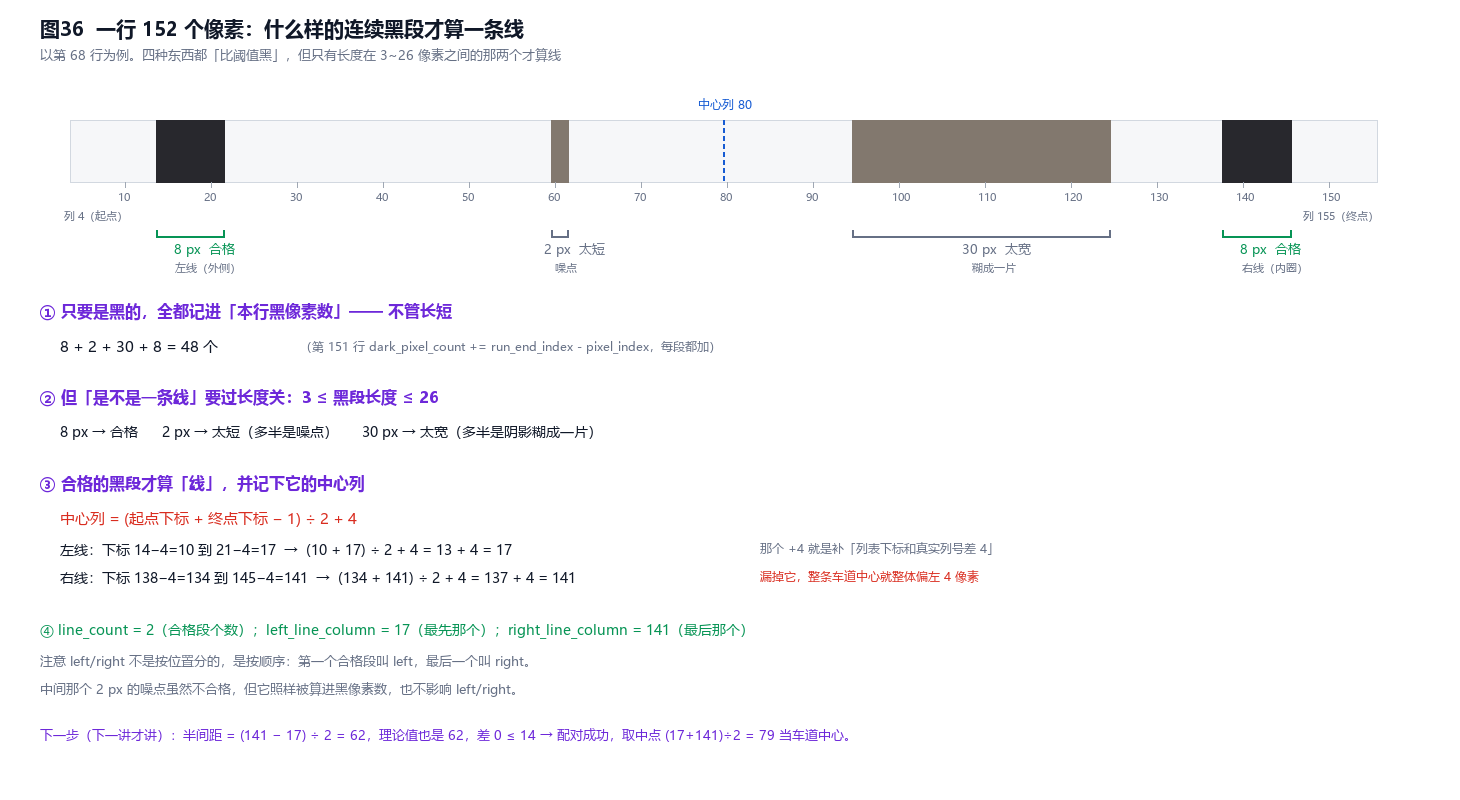 图36 一行 152 个像素：什么样的连续黑段才算一条线
以第 68 行为例。四种东西都「比阈值黑」，但只有长度在 3~26 像素之间的那两个才算线
中心列 80
10 20 30 40 50 60 70 80 90 100 110 120 130 140 150
列 4（起点） 列 155（终点）
8 px 合格 2 px 太短 30 px 太宽 8 px 合格
左线（外侧） 噪点 糊成一片 右线（内圈）
① 只要是黑的，全都记进「本行黑像素数」—— 不管长短
8 + 2 + 30 + 8 = 48 个 （第 151 行 dark_pixel_count += run_end_index - pixel_index，每段都加）
② 但「是不是一条线」要过长度关：3 ≤ 黑段长度 ≤ 26
8 px → 合格 2 px → 太短（多半是噪点） 30 px → 太宽（多半是阴影糊成一片）
③ 合格的黑段才算「线」，并记下它的中心列
中心列 = (起点下标 + 终点下标 − 1) ÷ 2 + 4
左线：下标 14−4=10 到 21−4=17 → (10 + 17) ÷ 2 + 4 = 13 + 4 = 17 那个 +4 就是补「列表下标和真实列号差 4」
右线：下标 138−4=134 到 145−4=141 → (134 + 141) ÷ 2 + 4 = 137 + 4 = 141 漏掉它，整条车道中心就整体偏左 4 像素
④ line_count = 2（合格段个数）；left_line_column = 17（最先那个）；right_line_column = 141（最后那个）
注意 left/right 不是按位置分的，是按顺序：第一个合格段叫 left，最后一个叫 right。
中间那个 2 px 的噪点虽然不合格，但它照样被算进黑像素数，也不影响 left/right。
下一步（下一讲才讲）：半间距 = (141 − 17) ÷ 2 = 62，理论值也是 62，差 0 ≤ 14 → 配对成功，取中点 (17+141)÷2 = 79 当车道中心。